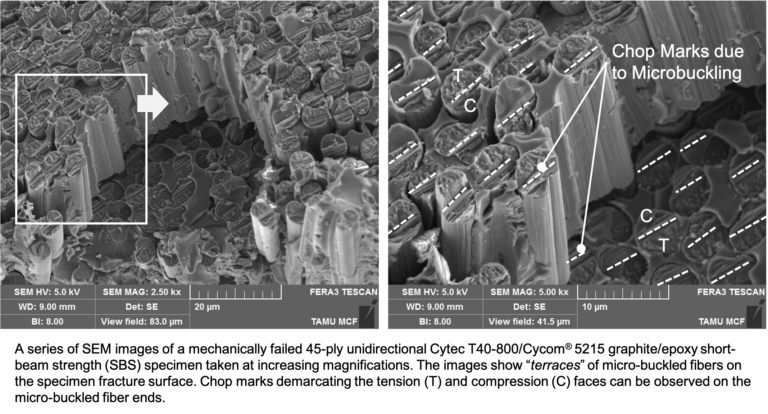 Chop Marks due
to Microbuckling
T
C
C
T
SEM HV: 5.0 kV SEM MAG: 2.50 kx FERA3 TESCAN
WD: 9.00 mm Det: SE 20 µm
BI: 8.00 View field: 83.0 µm TAMU MCF
SEM HV: 5.0 kV SEM MAG: 5.00 kx FERA3 TESCAN
WD: 9.00 mm Det: SE 10 µm
BI: 8.00 View field: 41.5 µm TAMU MCF
A series of SEM images of a mechanically failed 45-ply unidirectional Cytec T40-800/Cycom® 5215 graphite/epoxy short-
beam strength (SBS) specimen taken at increasing magnifications. The images show “terraces” of micro-buckled fibers on
the specimen fracture surface. Chop marks demarcating the tension (T) and compression (C) faces can be observed on the
micro-buckled fiber ends.